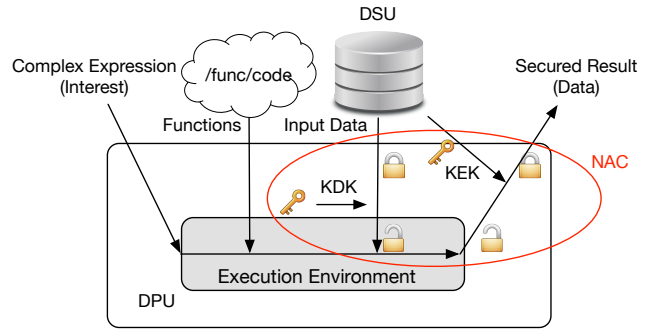 DSU
Complex Expression
(Interest)
/func/code
Secured Result
(Data)
Functions
Input Data
NAC
KEK
KDK
Execution Environment
DPU